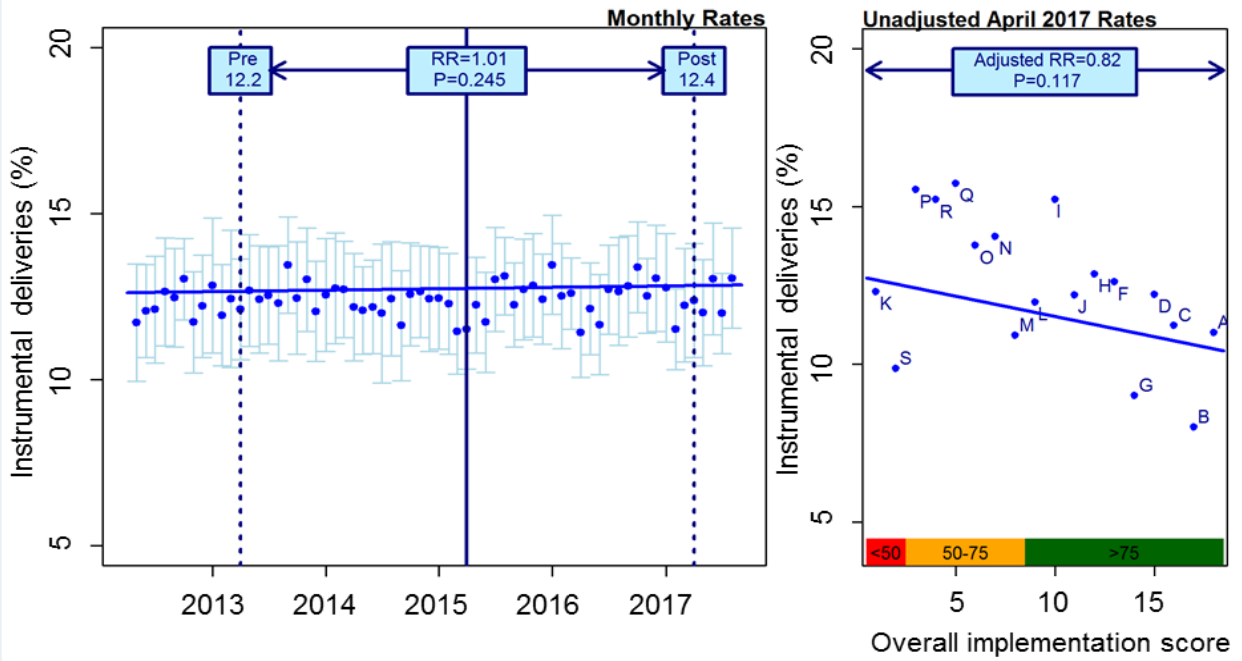 Monthly Rates
Instrumental deliveries (%)
20
15
10
5
Pre
12.2
RR=1.01
P=0.245
Post
12.4
2013
2014
2015
2016
2017
Unadjusted April 2017 Rates
Instrumental deliveries (%)
20
15
10
5
Adjusted RR=0.82
P=0.117
P
R
Q
I
N
O
K
H
F
L
J
D
C
A
M
S
G
B
<50
50-75
>75
5
10
15
Overall implementation score